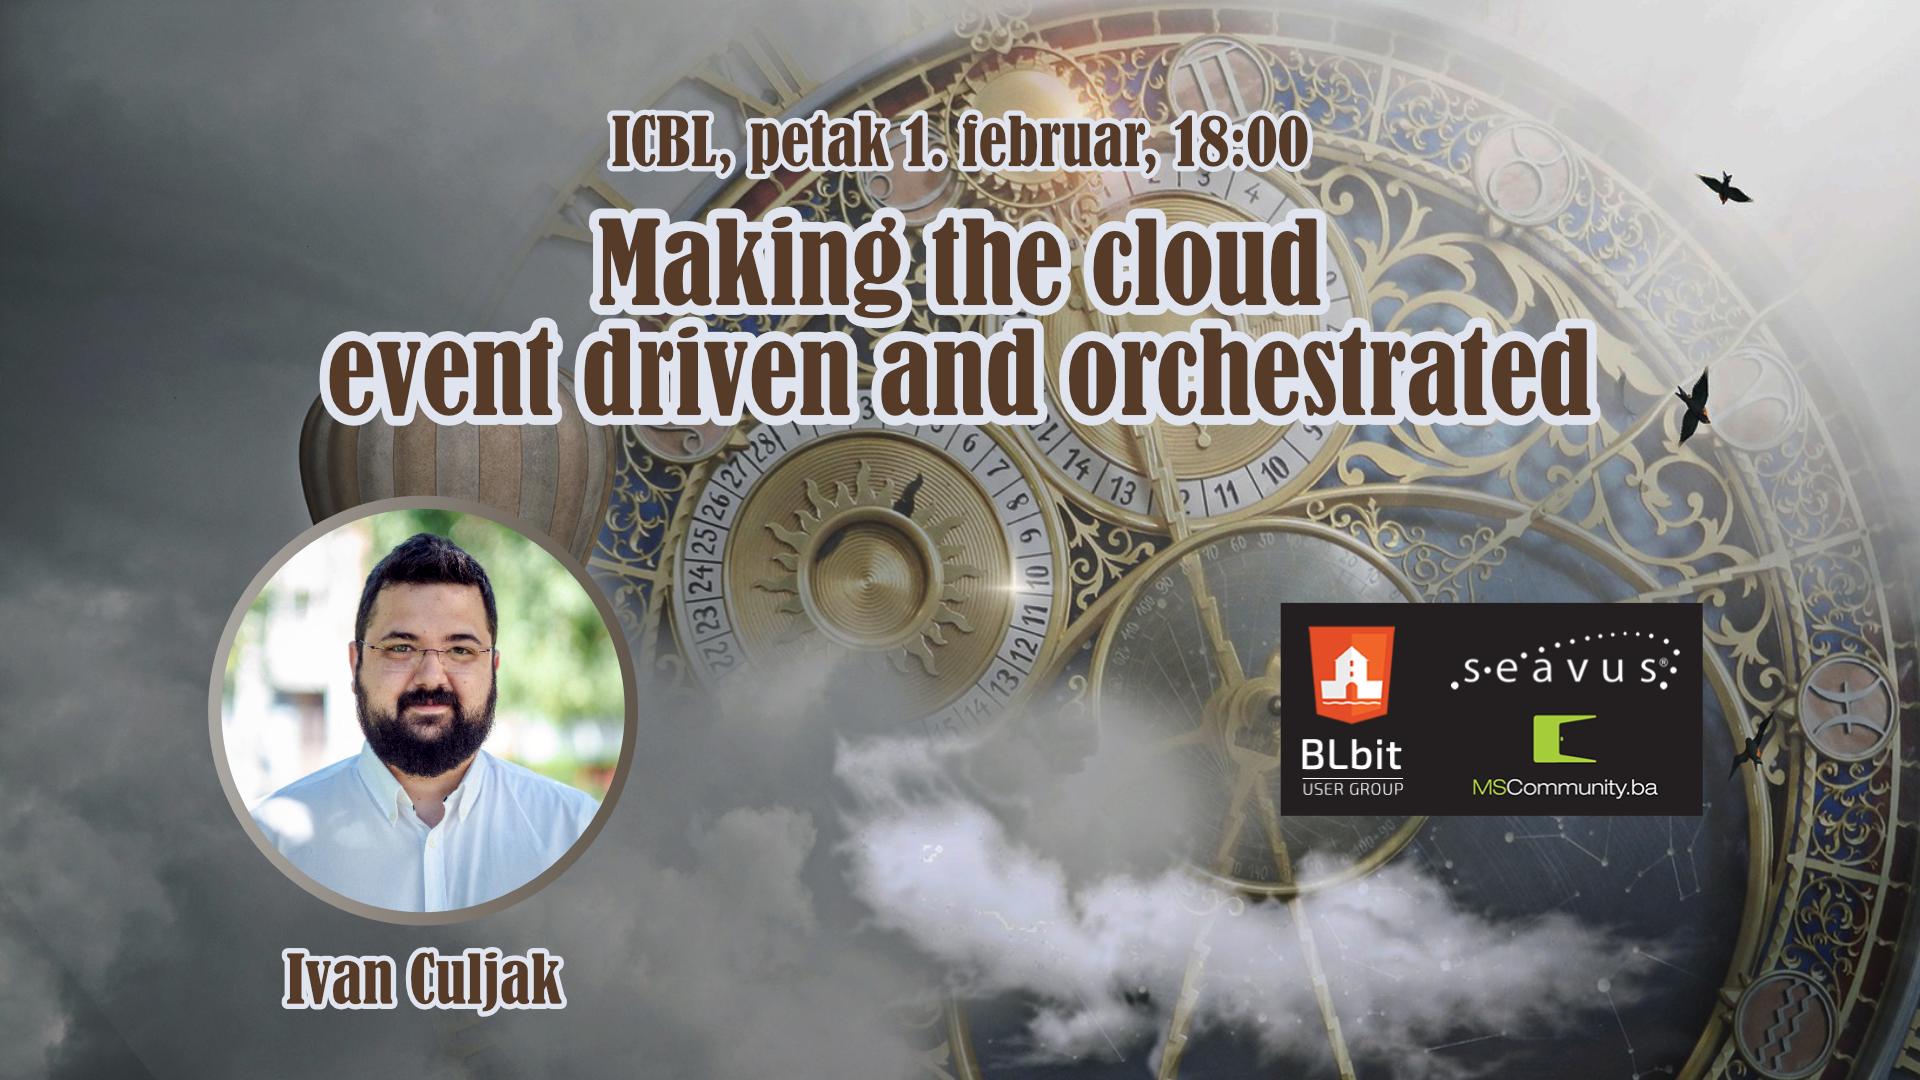 ICBL, petak 1. februar, 18:00
Making the cloud
event driven and orchestrated
Ivan Culjak
BLbit
USER GROUP
seavus®
MSCommunity.ba